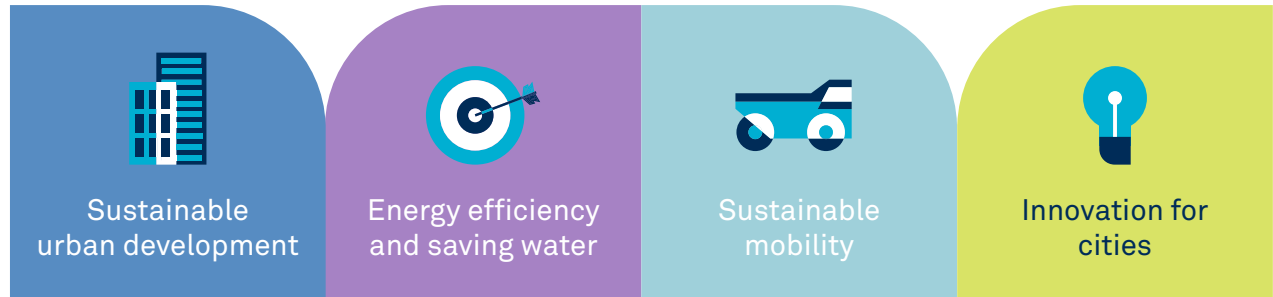 Sustainable
urban development
Energy efficiency
and saving water
Sustainable
mobility
Innovation for
cities